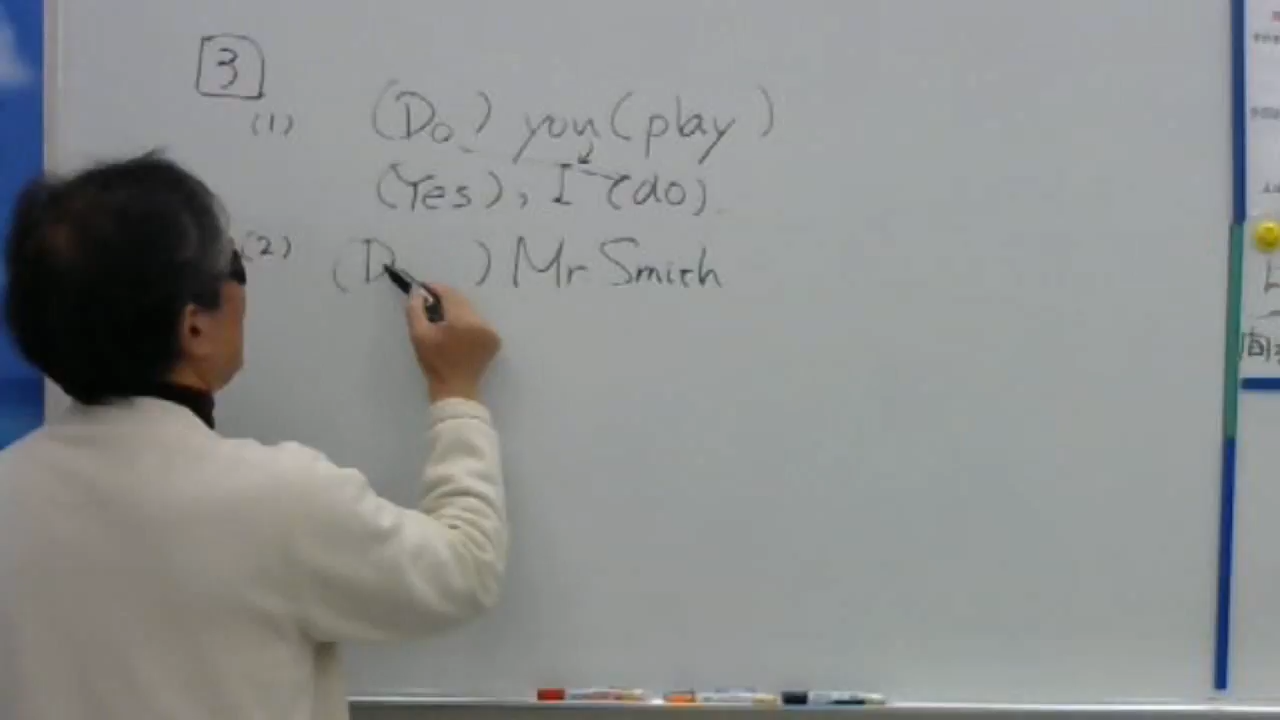 3
(1) (Do) you (play)
(Yes), I (do)
(2) (D ) Mr Smith